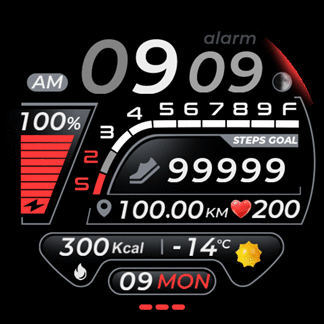 alarm
09 09
AM
100%
S 2 3 4 5 6 7 8 9 F
STEPS GOAL
99999
100.00 KM 200
300 Kcal | -14°C
09 MON